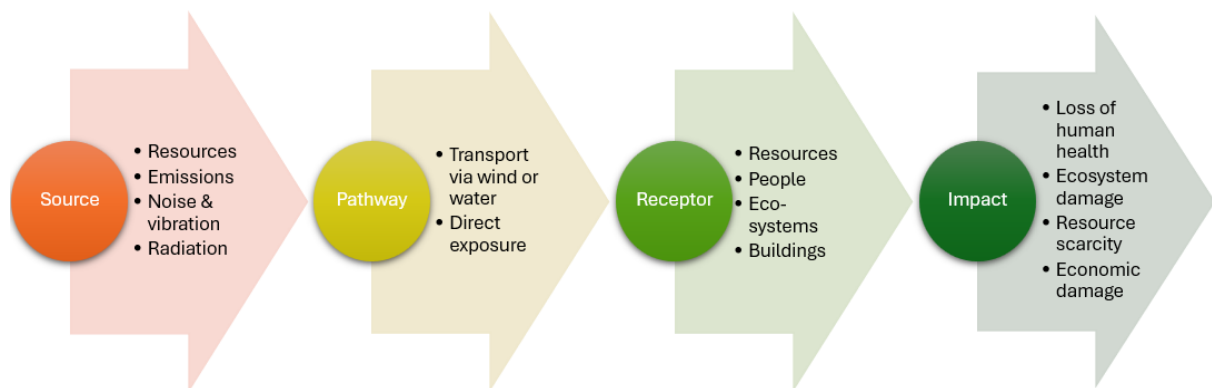 Source
• Resources
• Emissions
• Noise &
vibration
• Radiation
Pathway
• Transport
via wind or
water
• Direct
exposure
Receptor
• Resources
• People
• Eco-
systems
• Buildings
Impact
• Loss of
human
health
• Ecosystem
damage
• Resource
scarcity
• Economic
damage